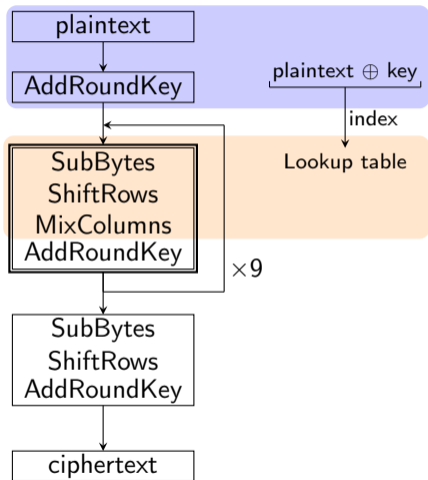 plaintext
AddRoundKey
plaintext ⊕ key
index
Lookup table
SubBytes
ShiftRows
MixColumns
AddRoundKey
×9
SubBytes
ShiftRows
AddRoundKey
ciphertext